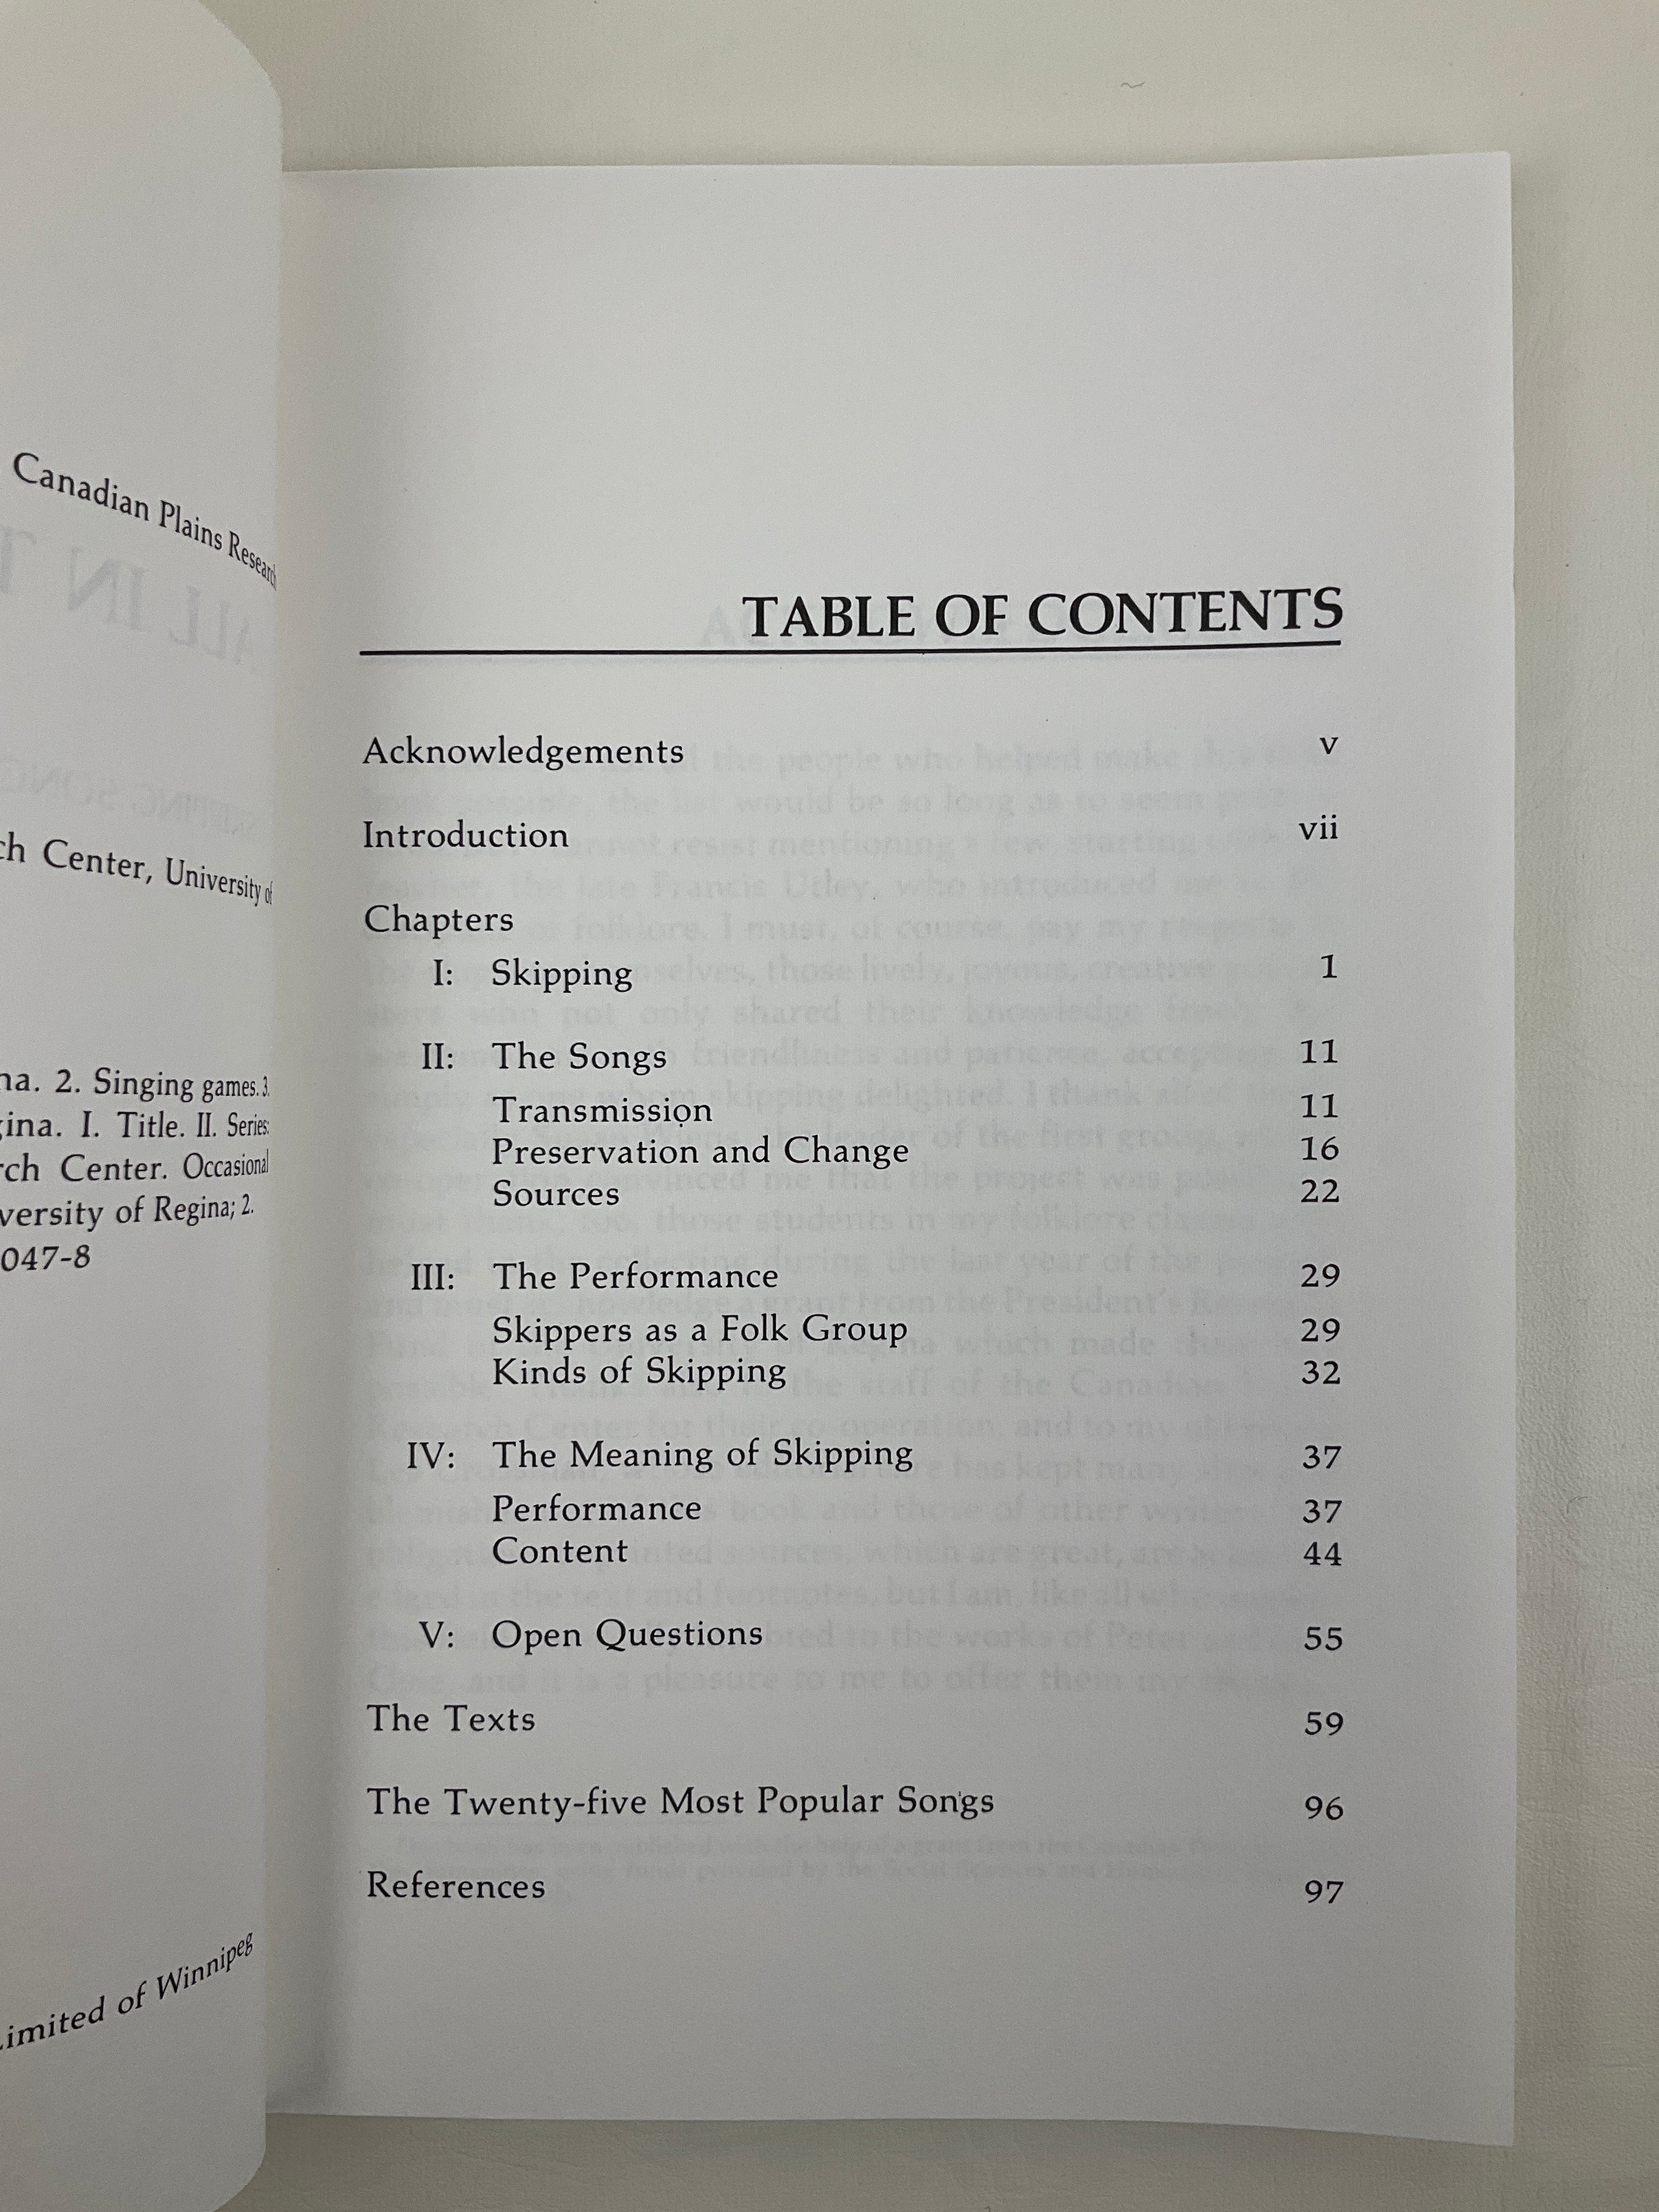 Canadian Plains Research
ch Center, University of
na. 2. Singing games. 3.
gina. I. Title. II. Series:
rch Center. Occasional
versity of Regina; 2.
047-8
Limited of Winnipeg
TABLE OF CONTENTS
Acknowledgements v
Introduction vii
Chapters
I: Skipping 1
II: The Songs 11
Transmission 11
Preservation and Change 16
Sources 22
III: The Performance 29
Skippers as a Folk Group 29
Kinds of Skipping 32
IV: The Meaning of Skipping 37
Performance 37
Content 44
V: Open Questions 55
The Texts 59
The Twenty-five Most Popular Songs 96
References 97